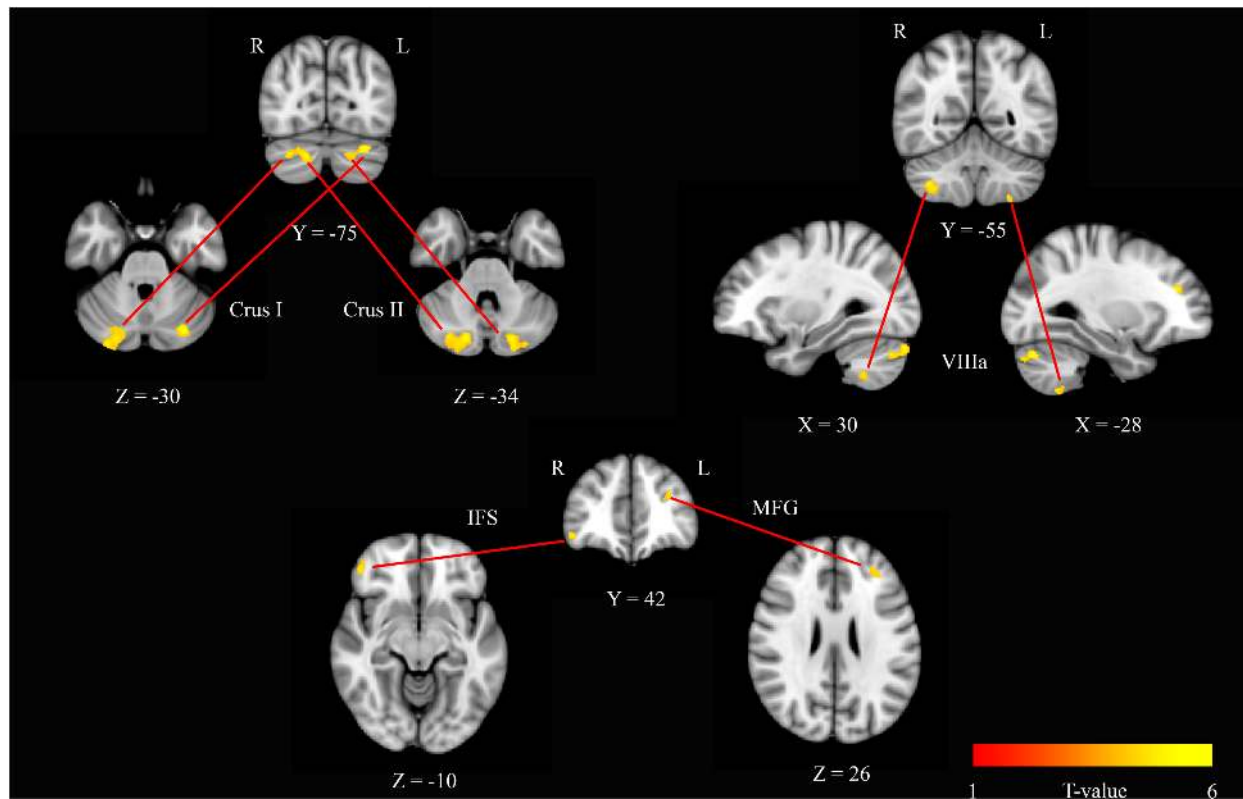 R L
R L
Y = -75
Y = -55
Crus I
Crus II
VIIIa
Z = -30
Z = -34
X = 30
X = -28
R L
IFS
MFG
Y = 42
Z = -10
Z = 26
1 T-value 6